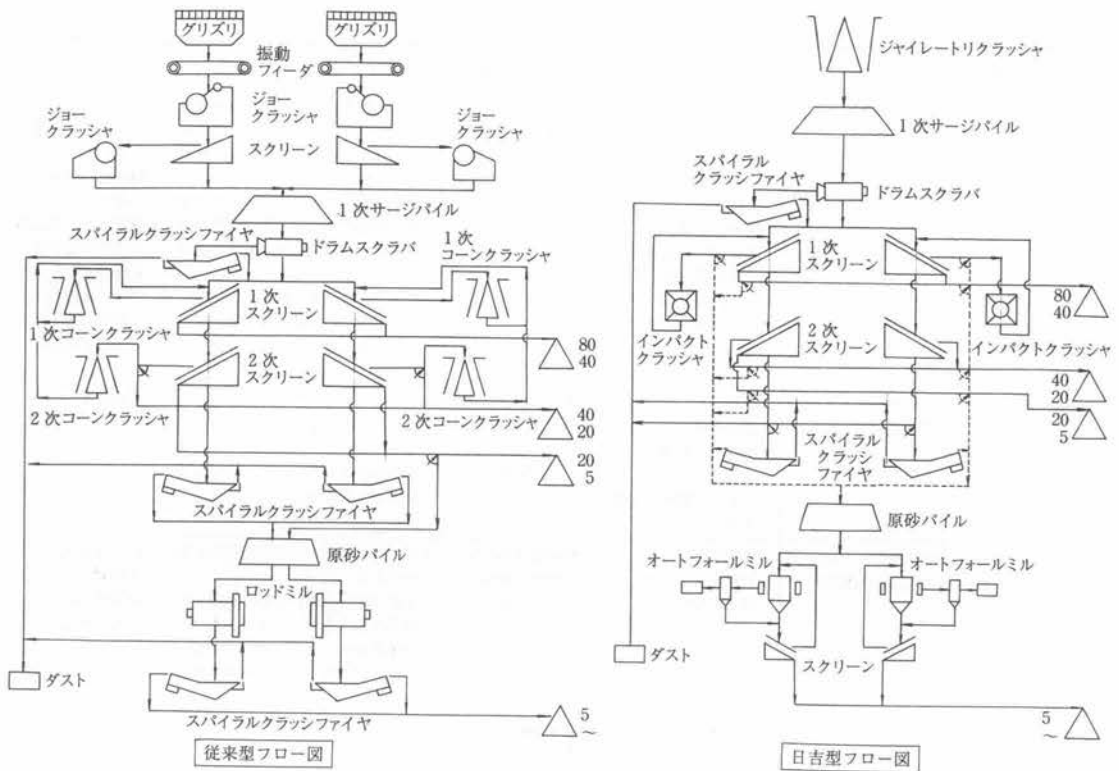 グリズリ
グリズリ
振動
フィーダ
ジョー
クラッシャ
ジョー
クラッシャ
ジョー
クラッシャ
スクリーン
1次サージパイル
スパイラルクラッシファイヤ
ドラムスクラバ
1次
コーンクラッシャ
1次
スクリーン
1次コーンクラッシャ
80
40
2次
スクリーン
2次コーンクラッシャ
2次コーンクラッシャ
40
20
20
5
スパイラルクラッシファイヤ
原砂パイル
ロッドミル
ダスト
スパイラルクラッシファイヤ
5
~
従来型フロー図
ジャイレートリクラッシャ
1次サージパイル
スパイラル
クラッシファイヤ
ドラムスクラバ
1次
スクリーン
80
40
インパクト
クラッシャ
インパクトクラッシャ
2次
スクリーン
40
20
20
5
スパイラル
クラッシ
ファイヤ
原砂パイル
オートフォールミル
オートフォールミル
スクリーン
ダスト
5
~
日吉型フロー図